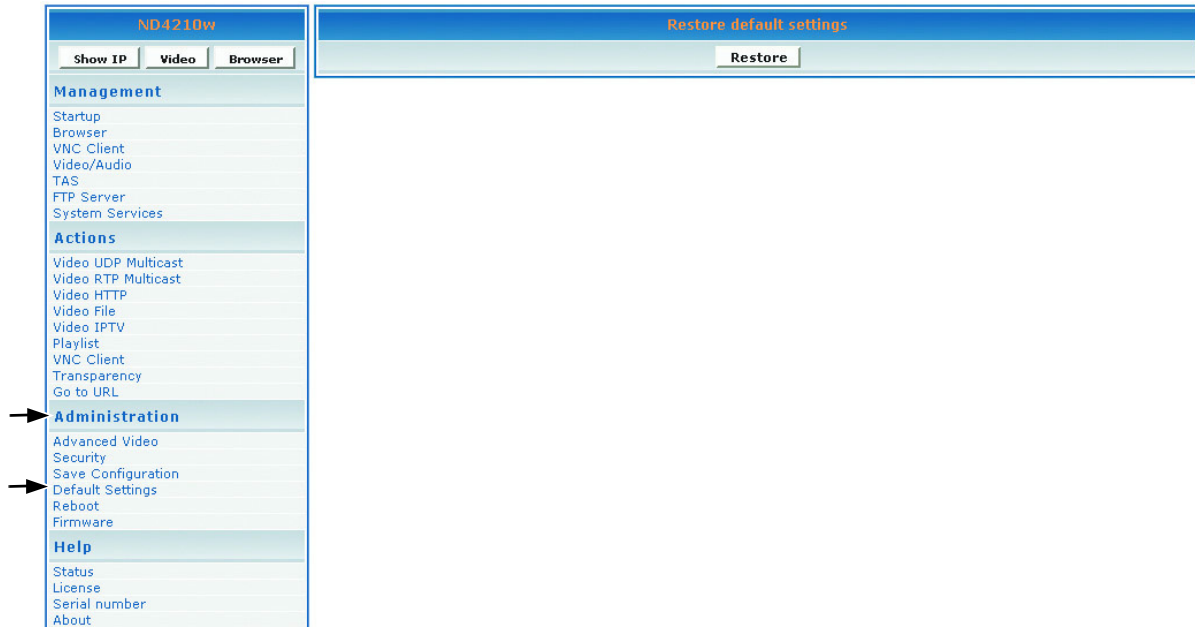 ND4210w
Show IP Video Browser
Management
Startup
Browser
VNC Client
Video/Audio
TAS
FTP Server
System Services
Actions
Video UDP Multicast
Video RTP Multicast
Video HTTP
Video File
Video IPTV
Playlist
VNC Client
Transparency
Go to URL
Administration
Advanced Video
Security
Save Configuration
Default Settings
Reboot
Firmware
Help
Status
License
Serial number
About
Restore default settings
Restore